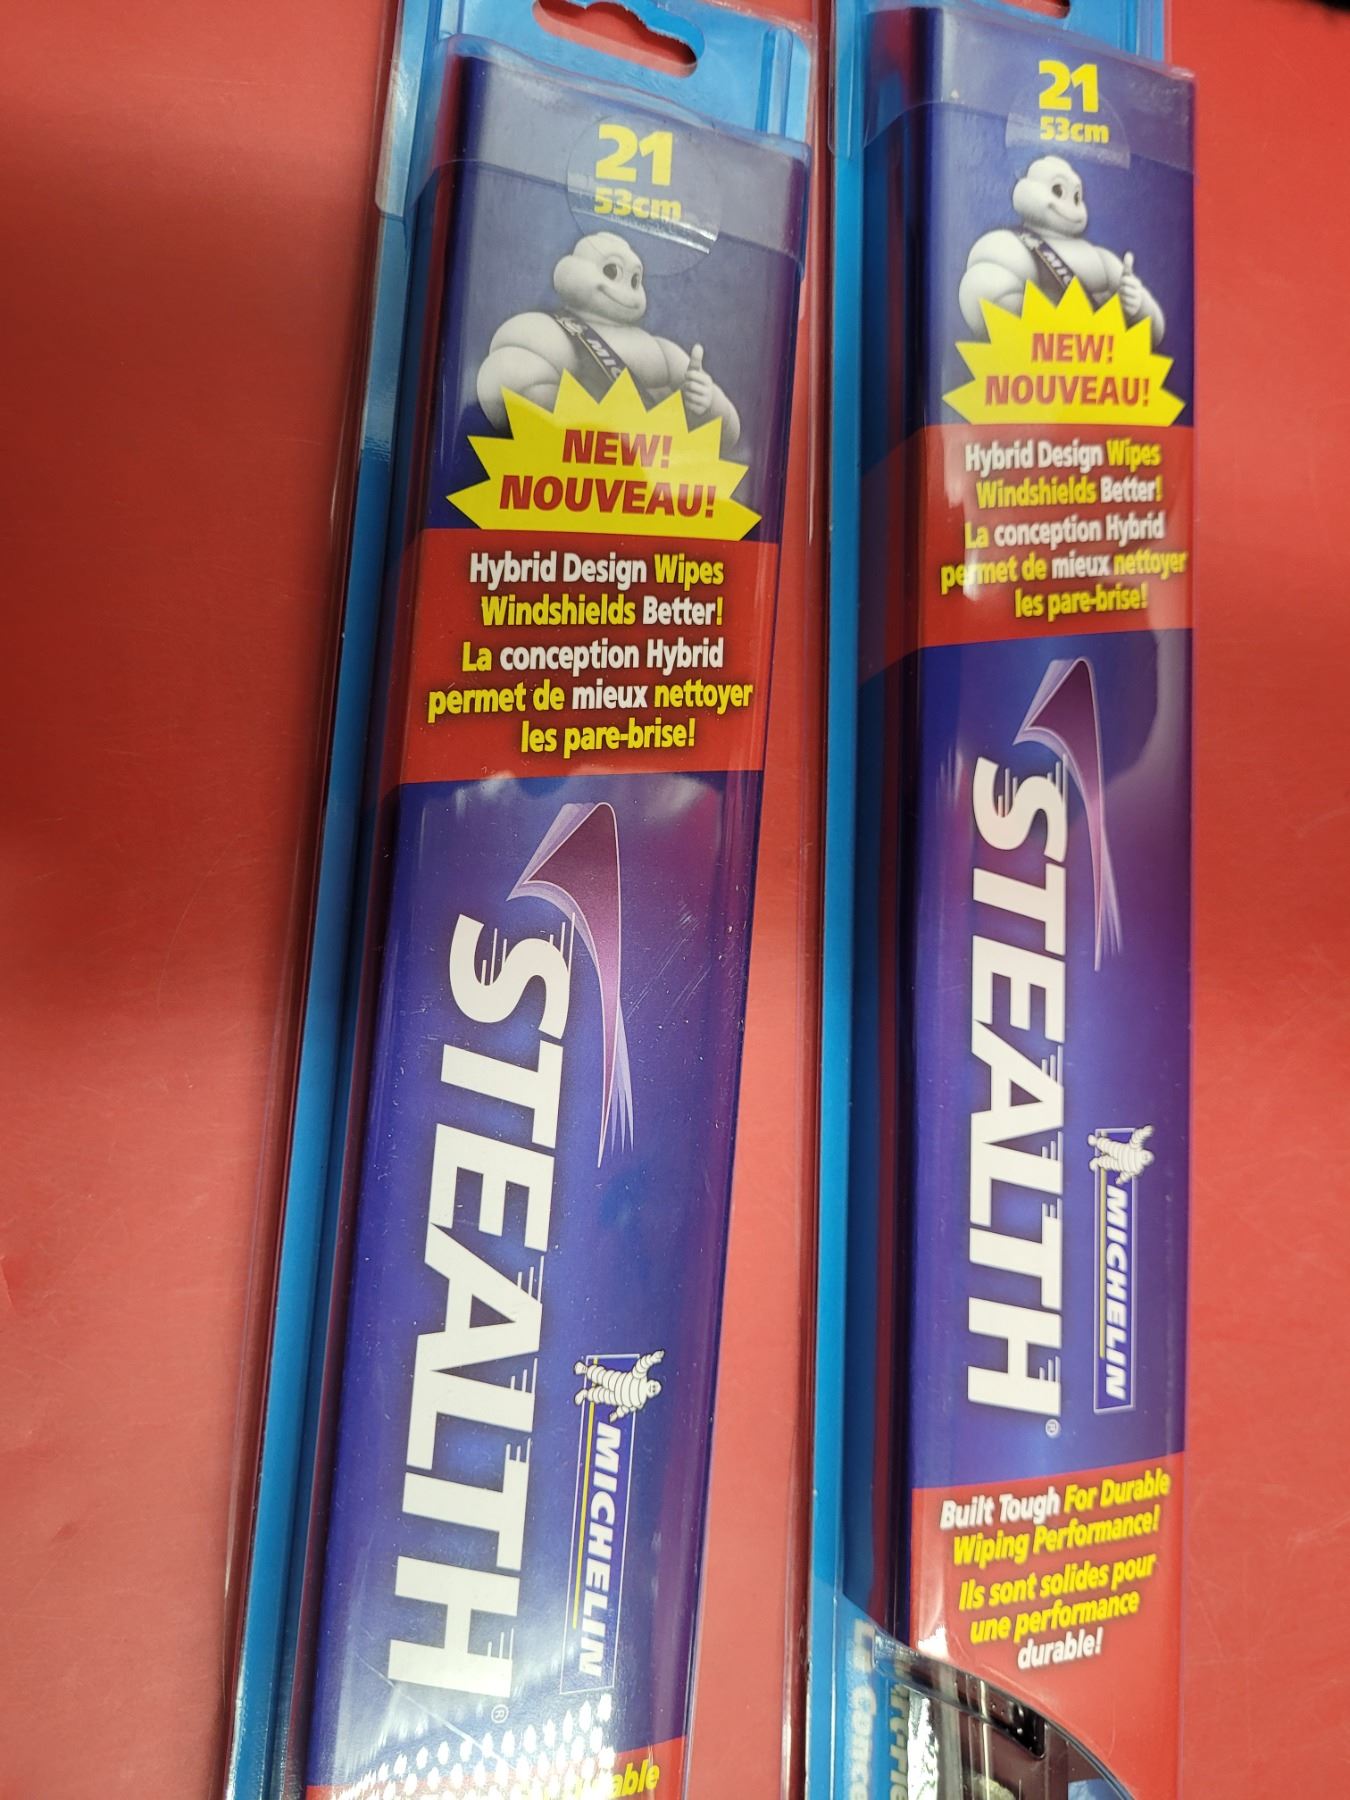 21
53cm
MIC
NEW!
NOUVEAU!
Hybrid Design Wipes
Windshields Better!
La conception Hybrid
permet de mieux nettoyer
les pare-brise!
STEALTH®
MICHELIN
21
53cm
MIC
NEW!
NOUVEAU!
Hybrid Design Wipes
Windshields Better!
La conception Hybrid
permet de mieux nettoyer
les pare-brise!
STEALTH®
MICHELIN
Built Tough For Durable
Wiping Performance!
Ils sont solides pour
une performance
durable!